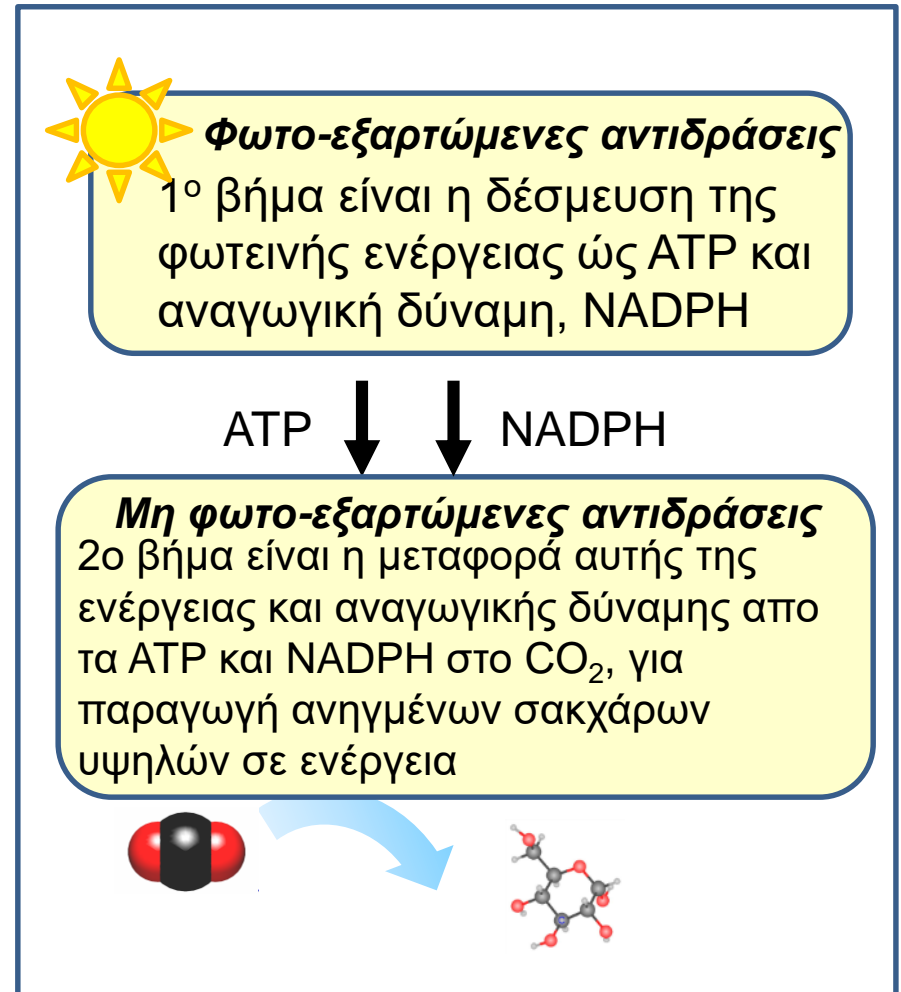 Φωτο-εξαρτώμενες αντιδράσεις
1ο βήμα είναι η δέσμευση της
φωτεινής ενέργειας ώς ATP και
αναγωγική δύναμη, NADPH
ATP NADPH
Μη φωτο-εξαρτώμενες αντιδράσεις
2ο βήμα είναι η μεταφορά αυτής της
ενέργειας και αναγωγικής δύναμης απο
τα ATP και NADPH στο CO₂, για
παραγωγή ανηγμένων σακχάρων
υψηλών σε ενέργεια